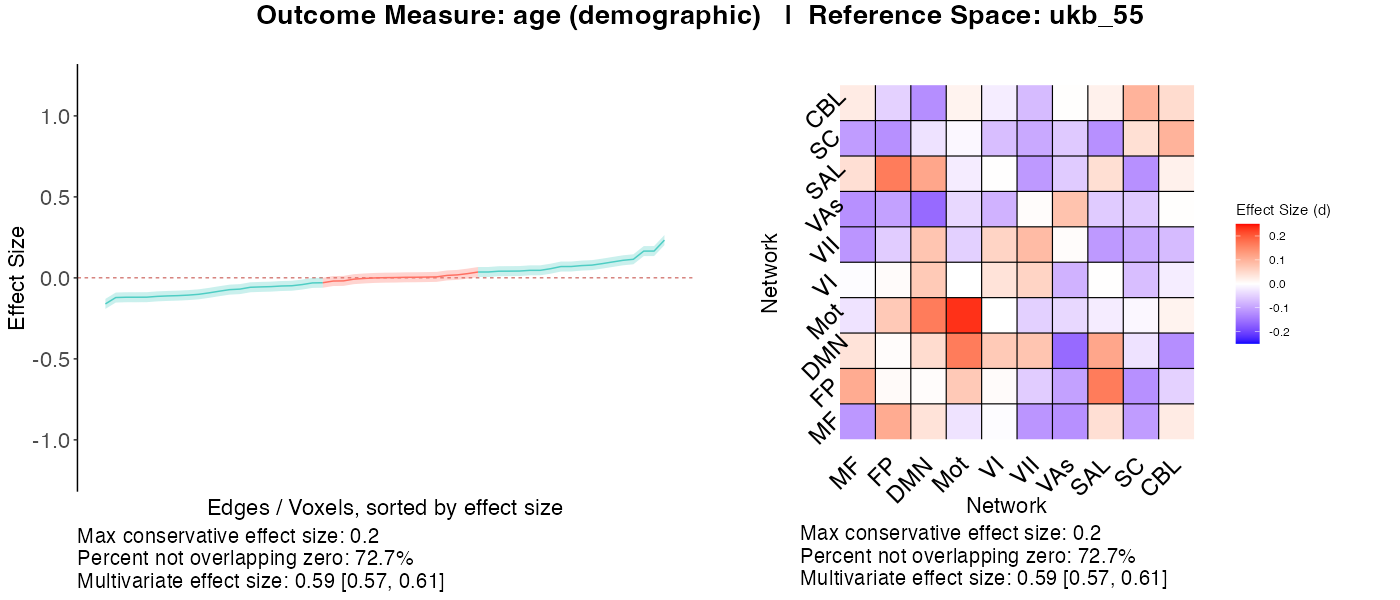 Outcome Measure: age (demographic) | Reference Space: ukb_55
Effect Size
1.0
0.5
0.0
-0.5
-1.0
Edges / Voxels, sorted by effect size
Max conservative effect size: 0.2
Percent not overlapping zero: 72.7%
Multivariate effect size: 0.59 [0.57, 0.61]
Network
CBL
SC
SAL
VAs
VII
VI
Mot
DMN
FP
MF
MF FP DMN Mot VI VII VAs SAL SC CBL
Network
Effect Size (d)
0.2
0.1
0.0
-0.1
-0.2
Max conservative effect size: 0.2
Percent not overlapping zero: 72.7%
Multivariate effect size: 0.59 [0.57, 0.61]